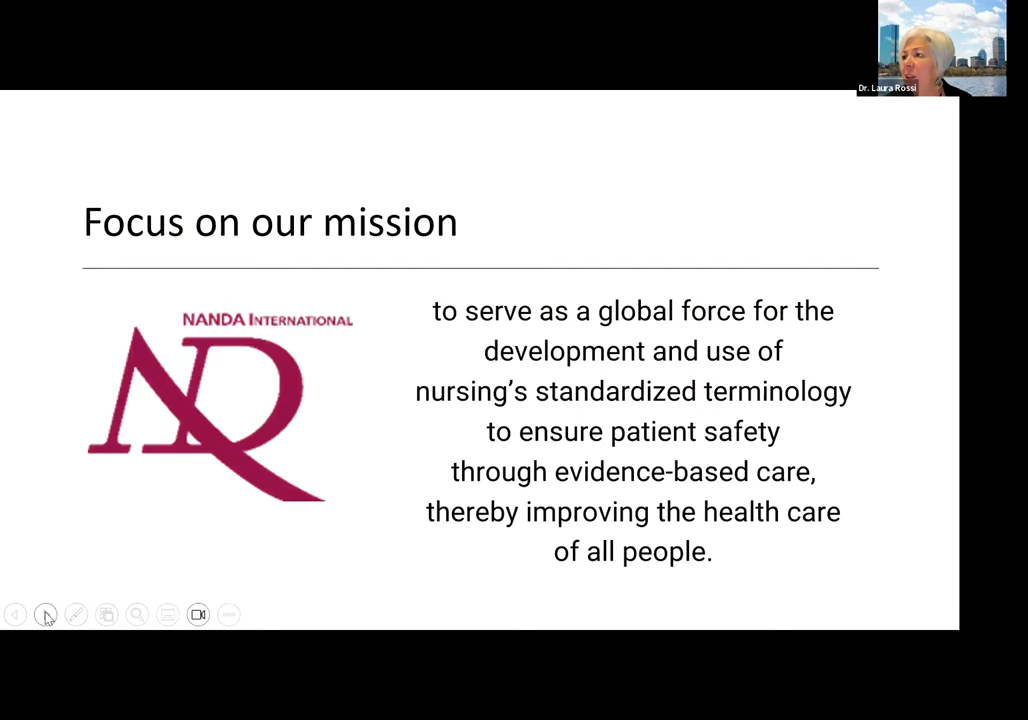 Dr. Laura Rossi
Focus on our mission
NANDA INTERNATIONAL
to serve as a global force for the
development and use of
nursing’s standardized terminology
to ensure patient safety
through evidence-based care,
thereby improving the health care
of all people.